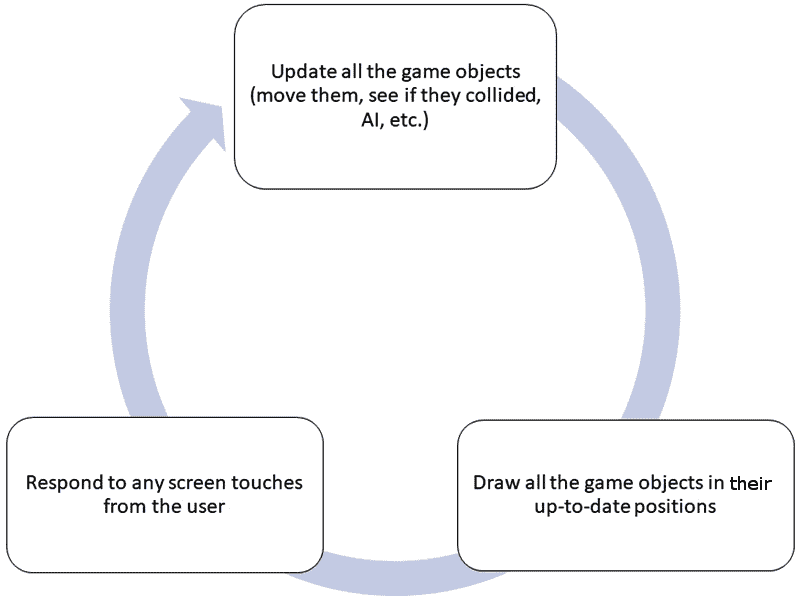 Update all the game objects
(move them, see if they collided,
AI, etc.)
Respond to any screen touches
from the user
Draw all the game objects in their
up-to-date positions